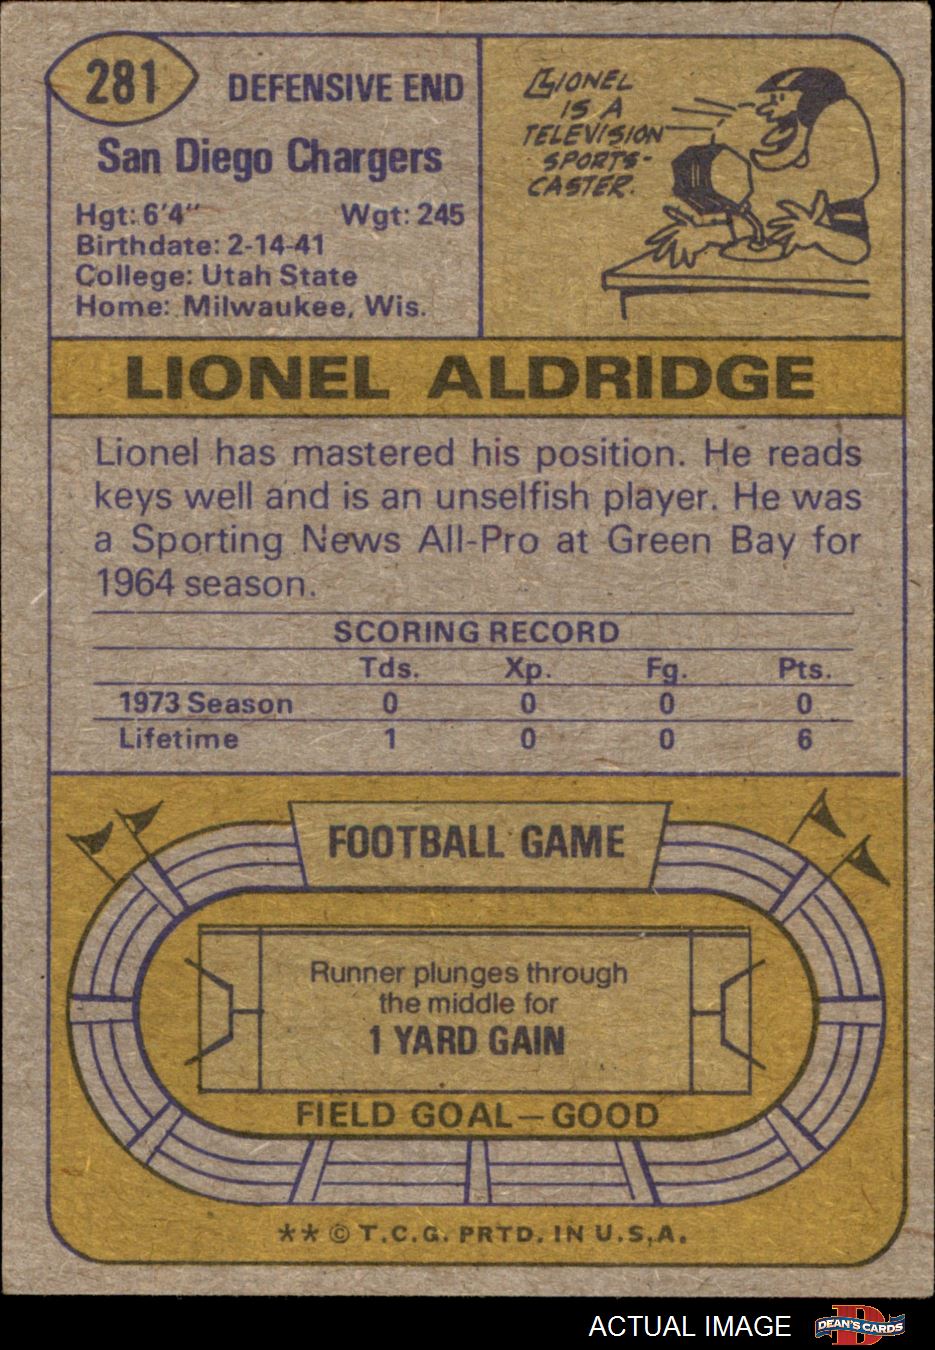 281
DEFENSIVE END
San Diego Chargers
Hgt: 6'4" Wgt: 245
Birthdate: 2-14-41
College: Utah State
Home: Milwaukee, Wis.
LIONEL
IS A
TELEVISION
SPORTS-
CASTER.
LIONEL ALDRIDGE
Lionel has mastered his position. He reads
keys well and is an unselfish player. He was
a Sporting News All-Pro at Green Bay for
1964 season.
SCORING RECORD
Tds. Xp. Fg. Pts.
1973 Season 0 0 0 0
Lifetime 1 0 0 6
FOOTBALL GAME
Runner plunges through
the middle for
1 YARD GAIN
FIELD GOAL—GOOD
** © T.C.G. PRTD. IN U.S.A.
ACTUAL IMAGE
DEAN'S CARDS